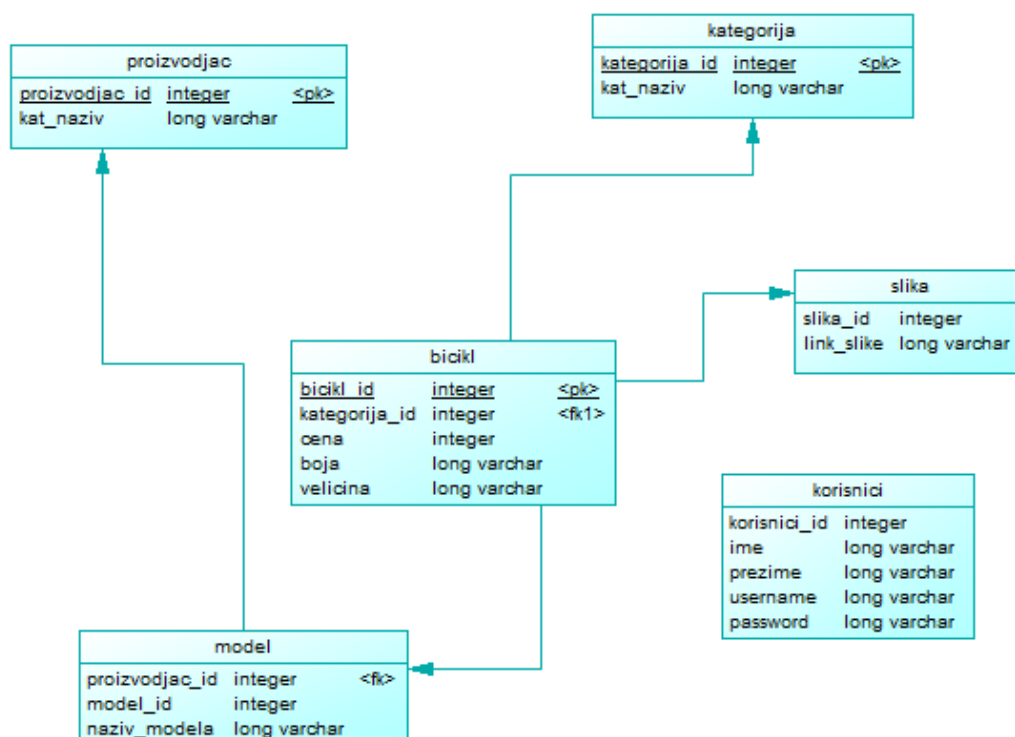 proizvodjac
proizvodjac_id integer <pk>
kat_naziv long varchar
kategorija
kategorija_id integer <pk>
kat_naziv long varchar
slika
slika_id integer
link_slike long varchar
bicikl
bicikl_id integer <pk>
kategorija_id integer <fk1>
cena integer
boja long varchar
velicina long varchar
korisnici
korisnici_id integer
ime long varchar
prezime long varchar
username long varchar
password long varchar
model
proizvodjac_id integer <fk>
model_id integer
naziv_modela long varchar